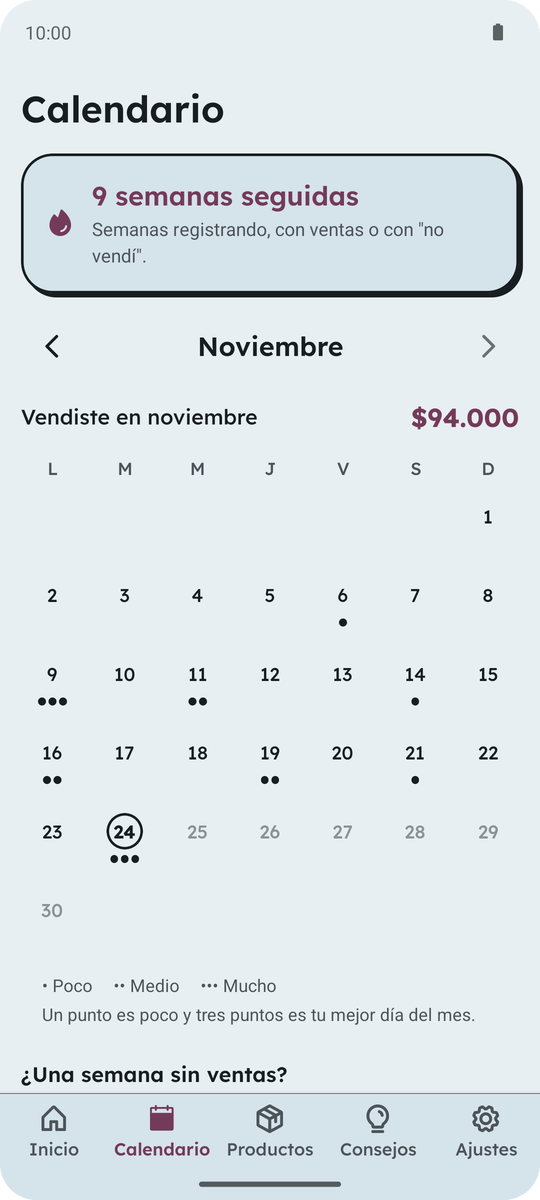 10:00
Calendario
9 semanas seguidas
Semanas registrando, con ventas o con "no
vendí".
Noviembre
Vendiste en noviembre $94.000
L M M J V S D
1
2 3 4 5 6 7 8
9 10 11 12 13 14 15
16 17 18 19 20 21 22
23 24 25 26 27 28 29
30
• Poco •• Medio ••• Mucho
Un punto es poco y tres puntos es tu mejor día del mes.
¿Una semana sin ventas?
Inicio Calendario Productos Consejos Ajustes